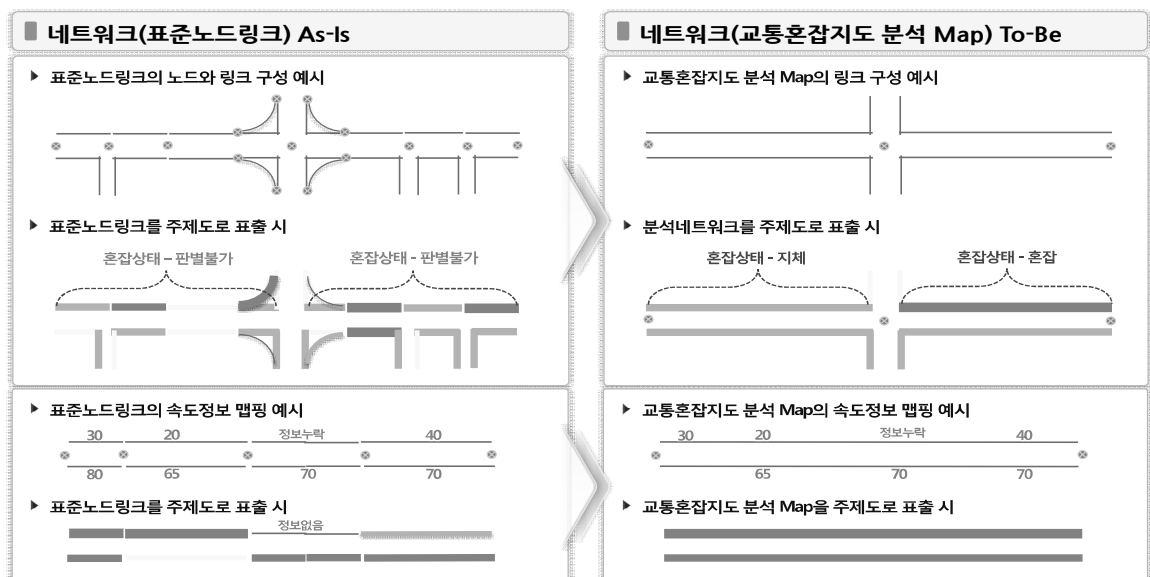 네트워크(표준노드링크) As-Is
▶ 표준노드링크의 노드와 링크 구성 예시
▶ 표준노드링크를 주제도로 표출 시
혼잡상태 – 판별불가
혼잡상태 - 판별불가
▶ 표준노드링크의 속도정보 맵핑 예시
30 20 정보누락 40
80 65 70 70
▶ 표준노드링크를 주제도로 표출 시
정보없음
네트워크(교통혼잡지도 분석 Map) To-Be
▶ 교통혼잡지도 분석 Map의 링크 구성 예시
▶ 분석네트워크를 주제도로 표출 시
혼잡상태 - 지체
혼잡상태 - 혼잡
▶ 교통혼잡지도 분석 Map의 속도정보 맵핑 예시
30 20 정보누락 40
65 70 70
▶ 교통혼잡지도 분석 Map을 주제도로 표출 시